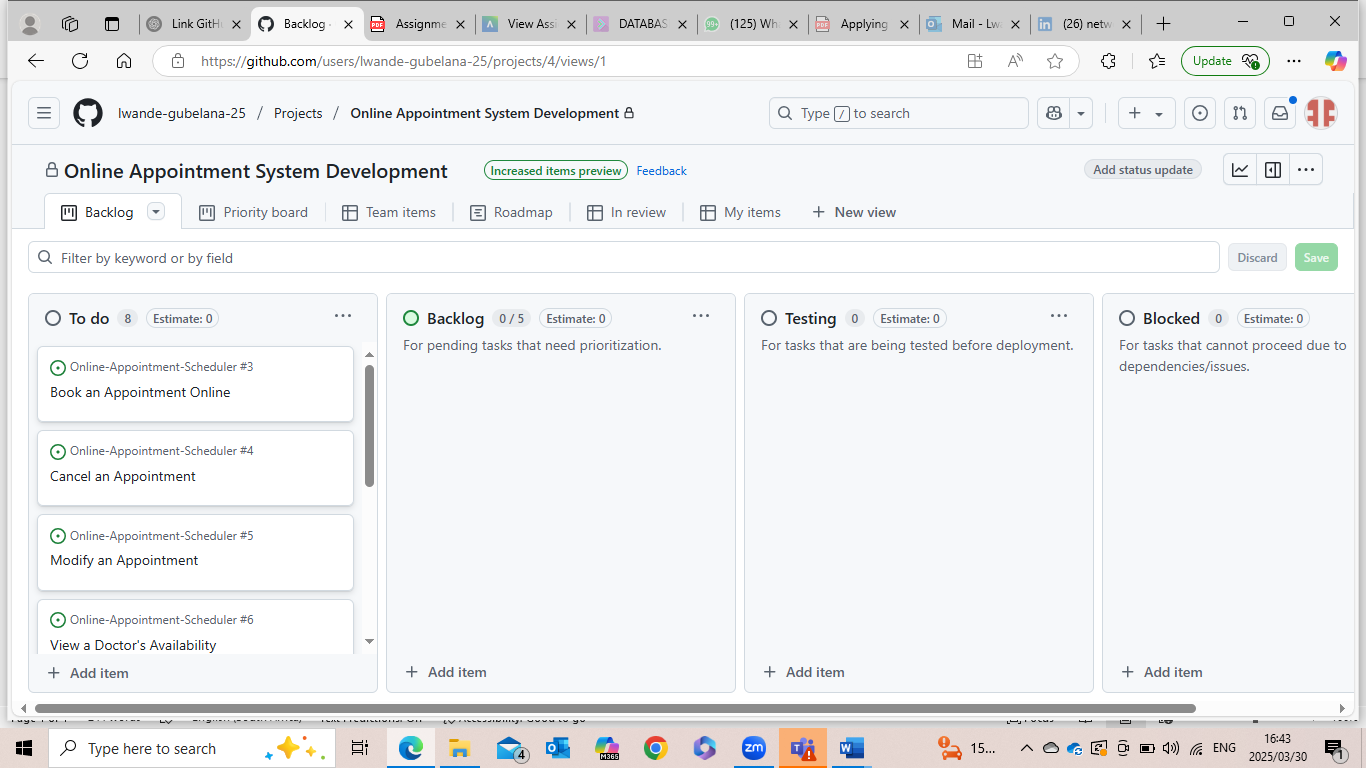 Link GitH
Backlog ·
Assignme
View Assi
DATABAS
(125) Wha
Applying
Mail - Lwa
(26) netw
https://github.com/users/lwande-gubelana-25/projects/4/views/1
Update
lwande-gubelana-25 / Projects / Online Appointment System Development
Type / to search
Online Appointment System Development
Increased items preview
Feedback
Add status update
Backlog
Priority board
Team items
Roadmap
In review
My items
New view
Filter by keyword or by field
Discard
Save
To do 8 Estimate: 0
Online-Appointment-Scheduler #3
Book an Appointment Online
Online-Appointment-Scheduler #4
Cancel an Appointment
Online-Appointment-Scheduler #5
Modify an Appointment
Online-Appointment-Scheduler #6
View a Doctor's Availability
Add item
Backlog 0 / 5 Estimate: 0
For pending tasks that need prioritization.
Add item
Testing 0 Estimate: 0
For tasks that are being tested before deployment.
Add item
Blocked 0 Estimate: 0
For tasks that cannot proceed due to
dependencies/issues.
Add item
Type here to search
4
M365
zm
15...
ENG
16:43
2025/03/30
1